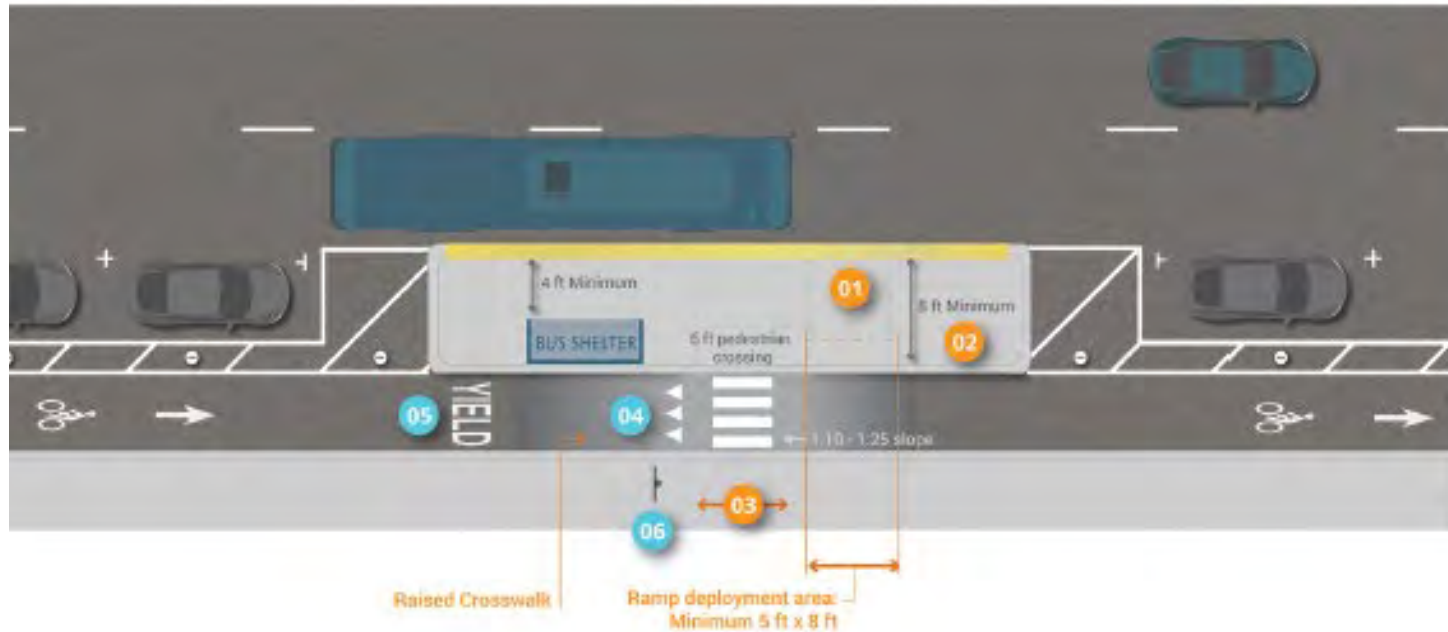 4 ft Minimum
01
8 ft Minimum
BUS SHELTER
6 ft pedestrian
crossing
02
YIELD
05
04
1:10 - 1:25 slope
03
06
Raised Crosswalk
Ramp deployment area:
Minimum 5 ft x 8 ft